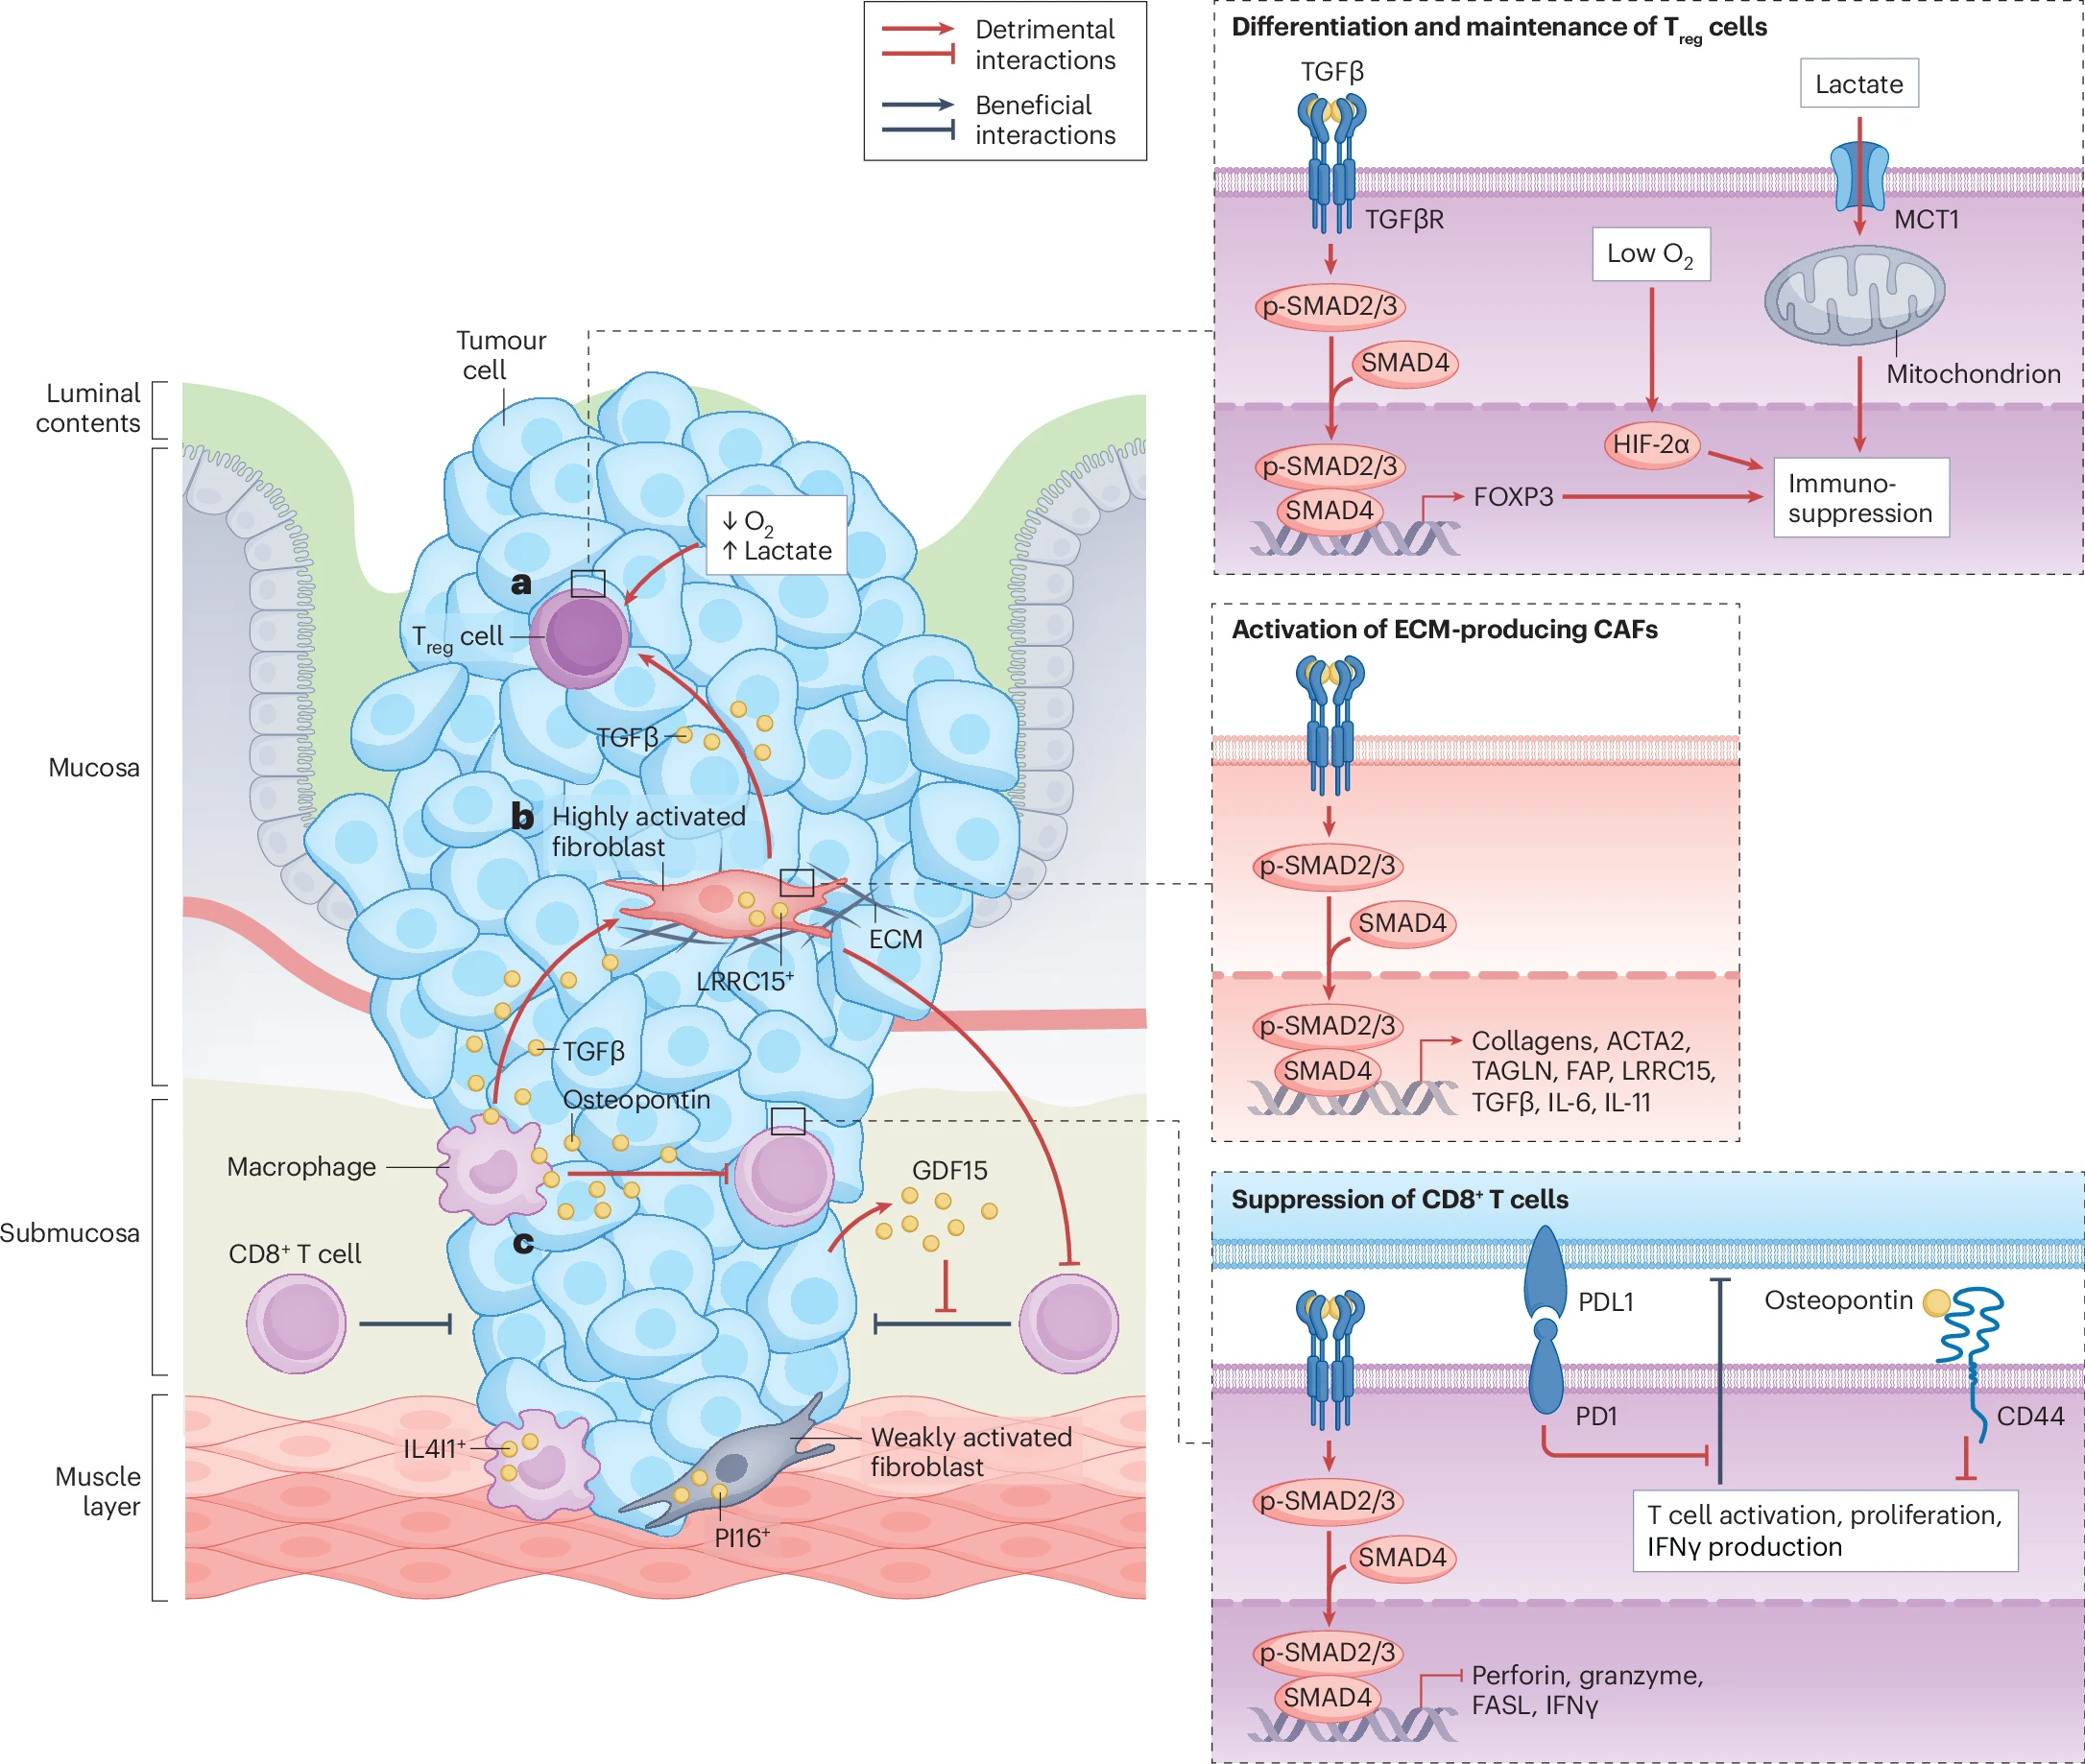 Detrimental
interactions
Beneficial
interactions
Luminal
contents
Mucosa
Submucosa
Muscle
layer
Tumour
cell
↓ O2
↑ Lactate
a
Treg cell
TGFβ
b
Highly activated
fibroblast
ECM
LRRC15+
TGFβ
Osteopontin
Macrophage
GDF15
c
CD8+ T cell
IL4I1+
Weakly activated
fibroblast
PI16+
Differentiation and maintenance of Treg cells
TGFβ
Lactate
TGFβR
MCT1
Low O2
p-SMAD2/3
SMAD4
Mitochondrion
HIF-2α
p-SMAD2/3
SMAD4
FOXP3
Immuno-
suppression
Activation of ECM-producing CAFs
p-SMAD2/3
SMAD4
p-SMAD2/3
SMAD4
Collagens, ACTA2,
TAGLN, FAP, LRRC15,
TGFβ, IL-6, IL-11
Suppression of CD8+ T cells
PDL1
Osteopontin
PD1
CD44
p-SMAD2/3
SMAD4
T cell activation, proliferation,
IFNγ production
p-SMAD2/3
SMAD4
Perforin, granzyme,
FASL, IFNγ